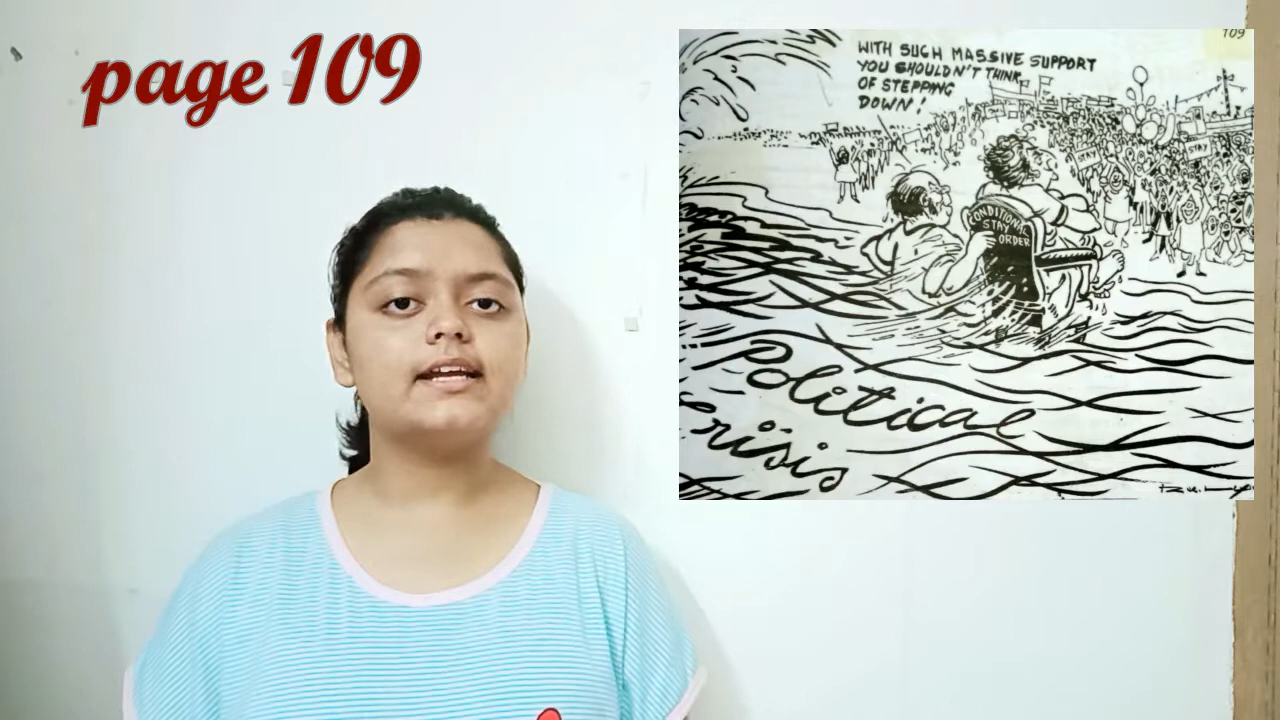 page 109
109
WITH SUCH MASSIVE SUPPORT
YOU SHOULDN'T THINK
OF STEPPING
DOWN!
STAY
STAY
CONDITIONAL
STAY
ORDER
Political
Crisis